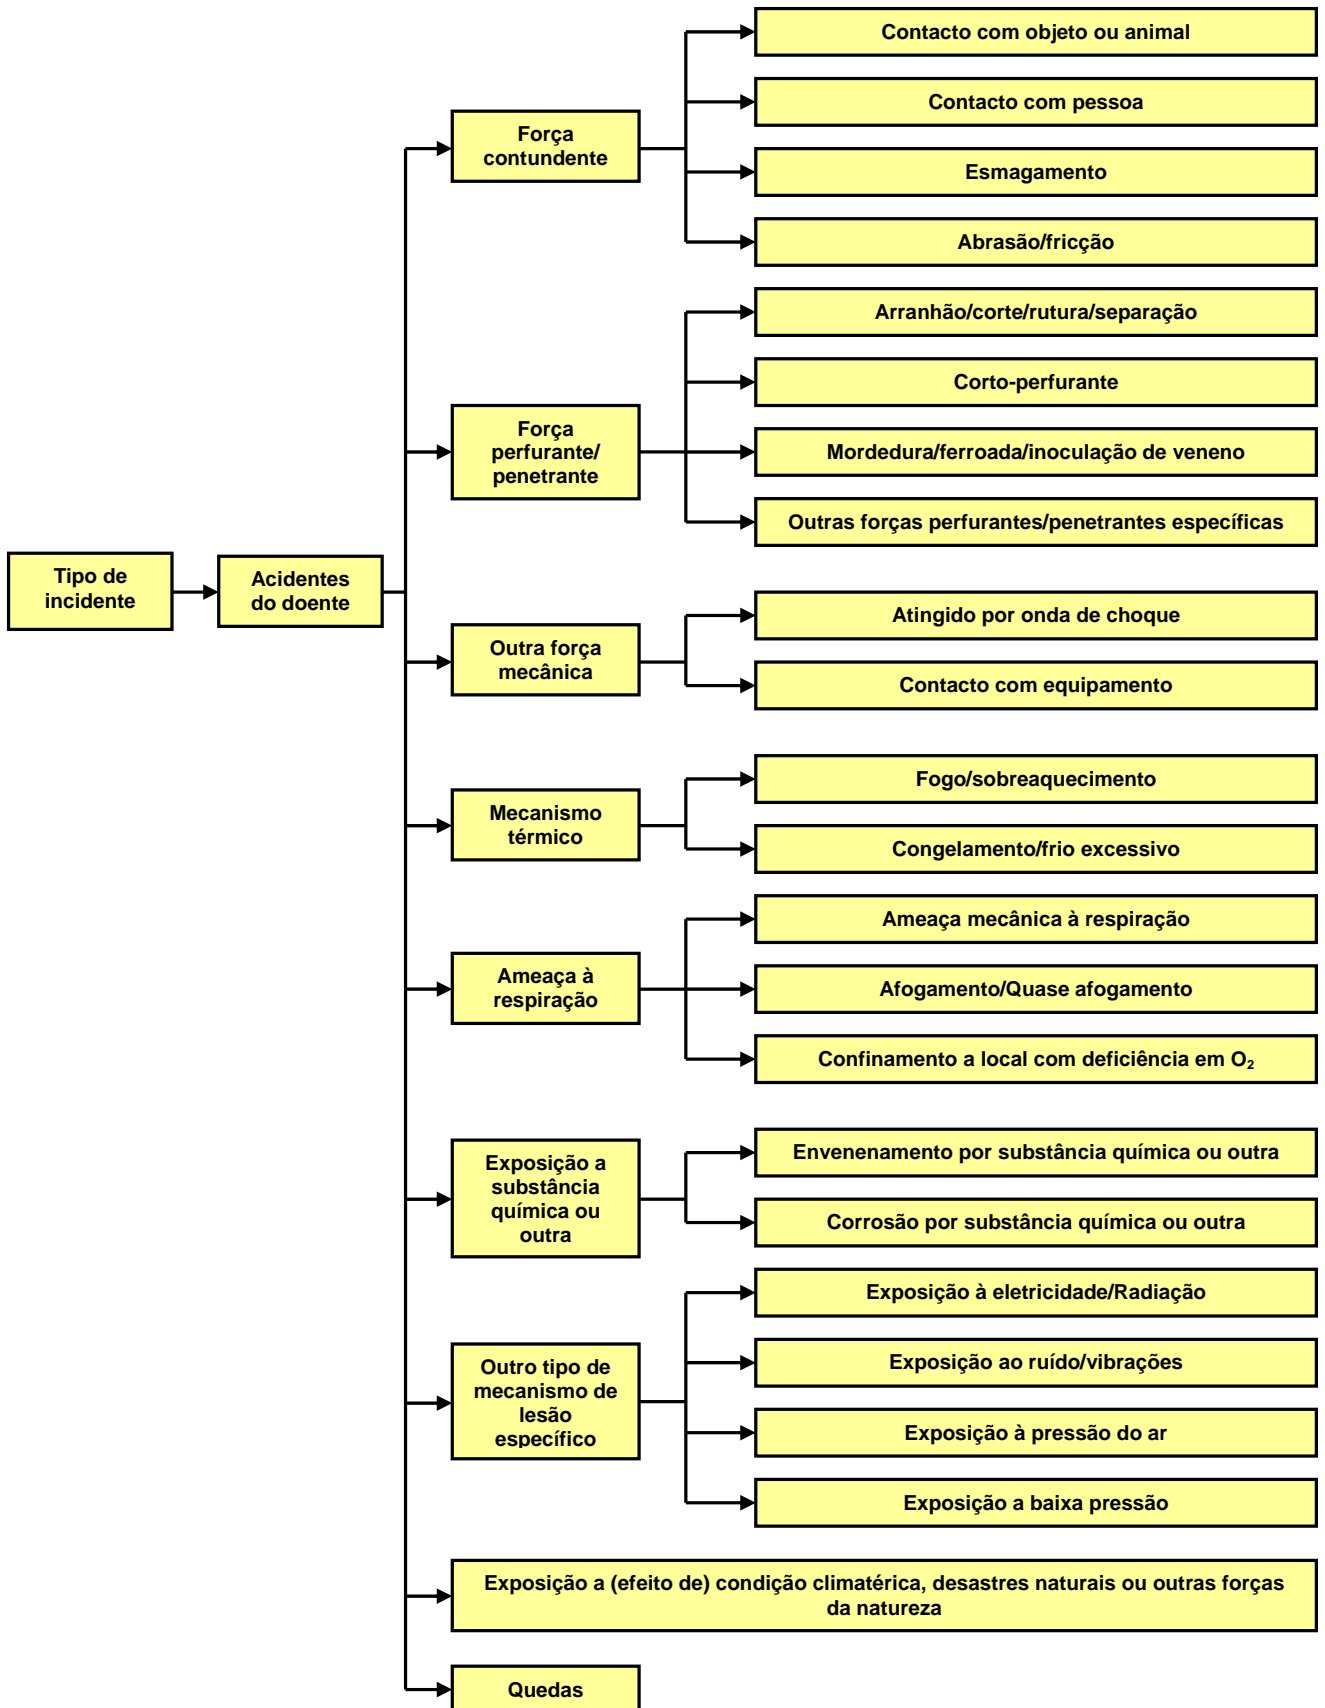 Tipo de
incidente
Acidentes
do doente
Força
contundente
Contacto com objeto ou animal
Contacto com pessoa
Esmagamento
Abrasão/fricção
Força
perfurante/
penetrante
Arranhão/corte/rutura/separação
Corto-perfurante
Mordedura/ferroada/inoculação de veneno
Outras forças perfurantes/penetrantes específicas
Outra força
mecânica
Atingido por onda de choque
Contacto com equipamento
Mecanismo
térmico
Fogo/sobreaquecimento
Congelamento/frio excessivo
Ameaça à
respiração
Ameaça mecânica à respiração
Afogamento/Quase afogamento
Confinamento a local com deficiência em O₂
Exposição a
substância
química ou
outra
Envenenamento por substância química ou outra
Corrosão por substância química ou outra
Outro tipo de
mecanismo de
lesão
específico
Exposição à eletricidade/Radiação
Exposição ao ruído/vibrações
Exposição à pressão do ar
Exposição a baixa pressão
Exposição a (efeito de) condição climatérica, desastres naturais ou outras forças
da natureza
Quedas